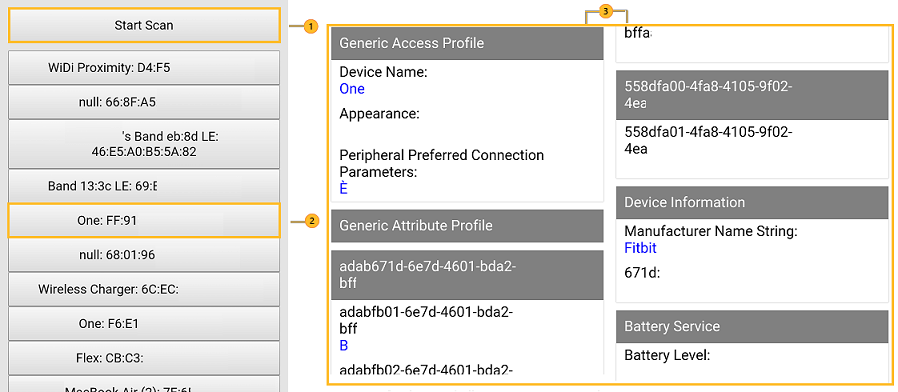 Start Scan
1
WiDi Proximity: D4:F5
null: 66:8F:A5
's Band eb:8d LE:
46:E5:A0:B5:5A:82
Band 13:3c LE: 69:E
One: FF:91
2
null: 68:01:96
Wireless Charger: 6C:EC:
One: F6:E1
Flex: CB:C3:
MacBook Air (2): 7F:6
3
Generic Access Profile
Device Name:
One
Appearance:
Peripheral Preferred Connection
Parameters:
È
Generic Attribute Profile
adab671d-6e7d-4601-bda2-
bff
adabfb01-6e7d-4601-bda2-
bff
B
adabfb02-6e7d-4601-bda2-
bffa
558dfa00-4fa8-4105-9f02-
4ea
558dfa01-4fa8-4105-9f02-
4ea
Device Information
Manufacturer Name String:
Fitbit
671d:
Battery Service
Battery Level: